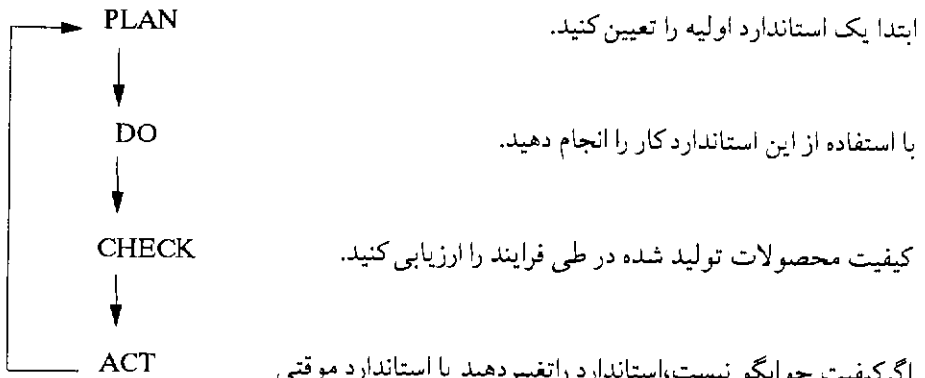 PLAN ابتدا یک استاندارد اولیه را تعیین کنید.
DO با استفاده از این استاندارد کار را انجام دهید.
CHECK کیفیت محصولات تولید شده در طی فرایند را ارزیابی کنید.
ACT اگر کیفیت جوابگو نیست،استاندارد راتغییر دهید یا استاندارد موقتی